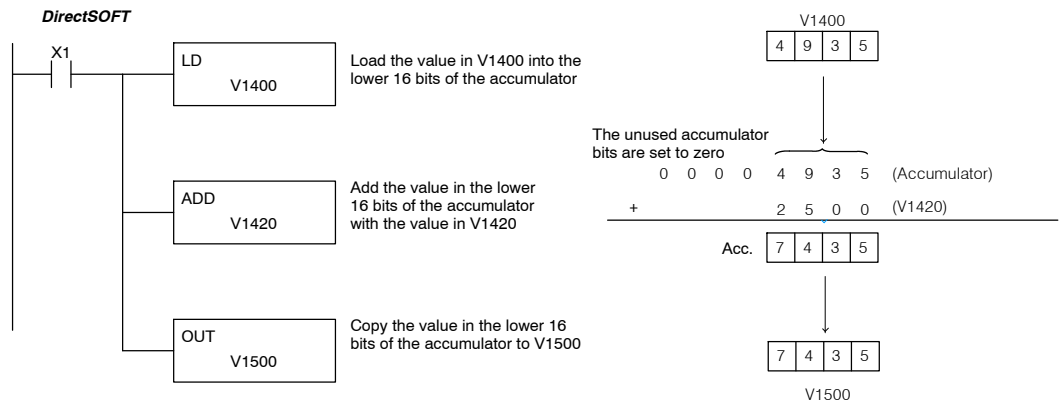 DirectSOFT
X1
LD
V1400
Load the value in V1400 into the
lower 16 bits of the accumulator
ADD
V1420
Add the value in the lower
16 bits of the accumulator
with the value in V1420
OUT
V1500
Copy the value in the lower 16
bits of the accumulator to V1500
V1400
4 9 3 5
The unused accumulator
bits are set to zero
0 0 0 0 4 9 3 5 (Accumulator)
+ 2 5 0 0 (V1420)
Acc. 7 4 3 5
7 4 3 5
V1500